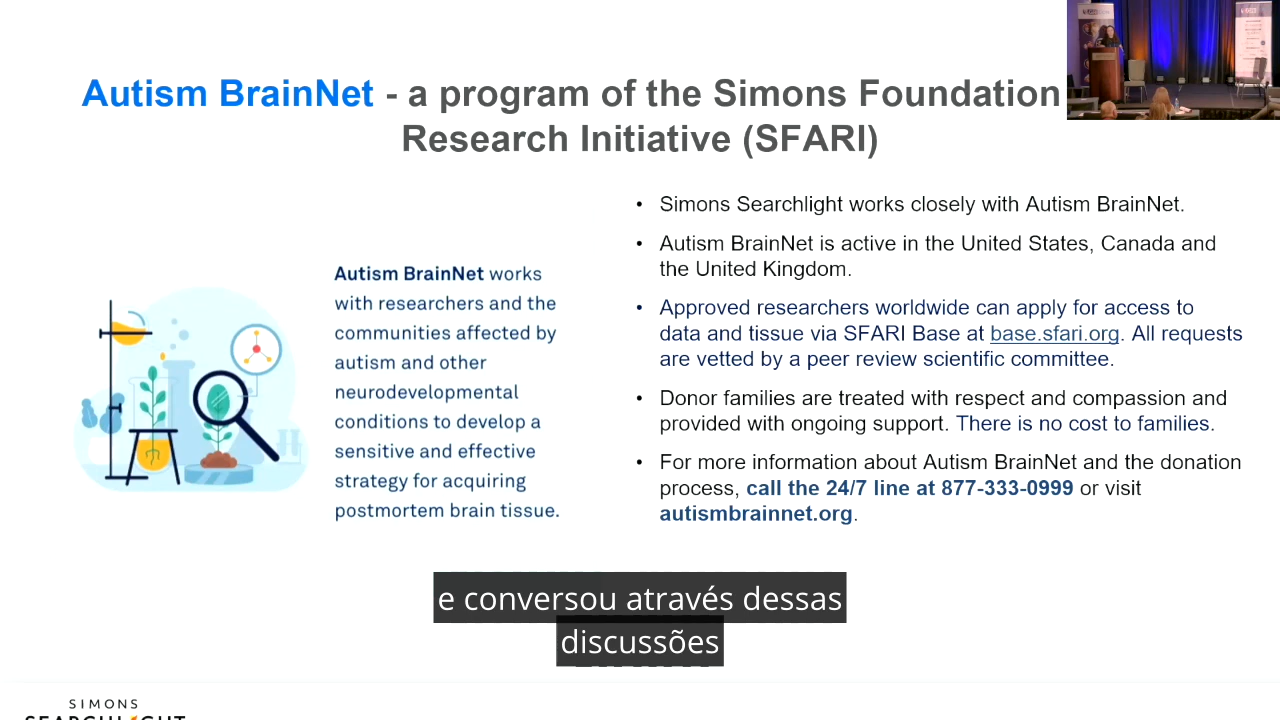 Autism BrainNet - a program of the Simons Foundation
Research Initiative (SFARI)
Autism BrainNet works
with researchers and the
communities affected by
autism and other
neurodevelopmental
conditions to develop a
sensitive and effective
strategy for acquiring
postmortem brain tissue.
• Simons Searchlight works closely with Autism BrainNet.
• Autism BrainNet is active in the United States, Canada and
the United Kingdom.
• Approved researchers worldwide can apply for access to
data and tissue via SFARI Base at base.sfari.org. All requests
are vetted by a peer review scientific committee.
• Donor families are treated with respect and compassion and
provided with ongoing support. There is no cost to families.
• For more information about Autism BrainNet and the donation
process, call the 24/7 line at 877-333-0999 or visit
autismbrainnet.org.
e conversou através dessas
discussões
SIMONS
SEARCHLIGHT